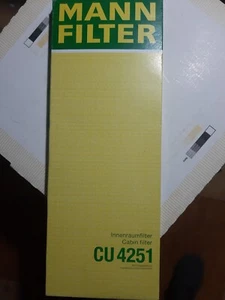 MANN
FILTER
Innenraumfilter
Cabin filter
CU 4251